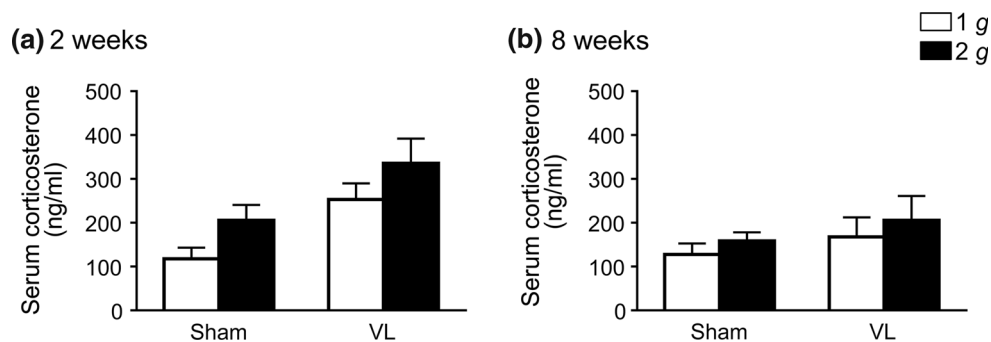 (a) 2 weeks
Serum corticosterone
(ng/ml)
500
400
300
200
100
0
Sham VL
(b) 8 weeks
1 g
2 g
Serum corticosterone
(ng/ml)
500
400
300
200
100
0
Sham VL